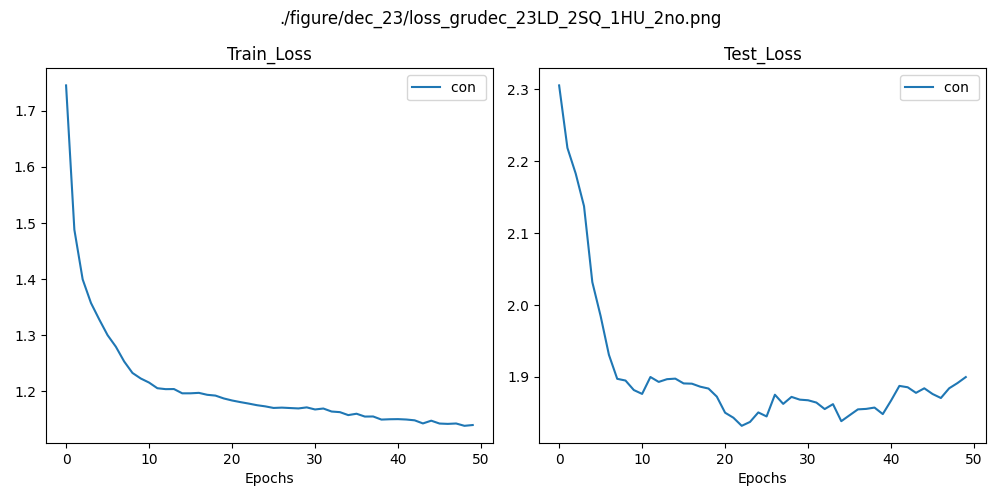 ./figure/dec_23/loss_grudec_23LD_2SQ_1HU_2no.png
Train_Loss
con
1.7
1.6
1.5
1.4
1.3
1.2
0 10 20 30 40 50
Epochs
Test_Loss
con
2.3
2.2
2.1
2.0
1.9
0 10 20 30 40 50
Epochs